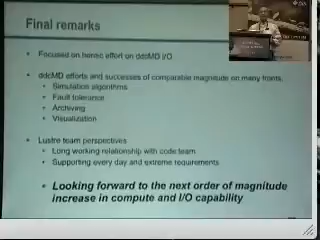 Final remarks
• Focused on heroic effort on ddcMD I/O
• ddcMD efforts and successes of comparable magnitude on many fronts,
• Simulation algorithms
• Fault tolerance
• Archiving
• Visualization
• Lustre team perspectives
• Long working relationship with code team
• Supporting every day and extreme requirements
• Looking forward to the next order of magnitude
increase in compute and I/O capability